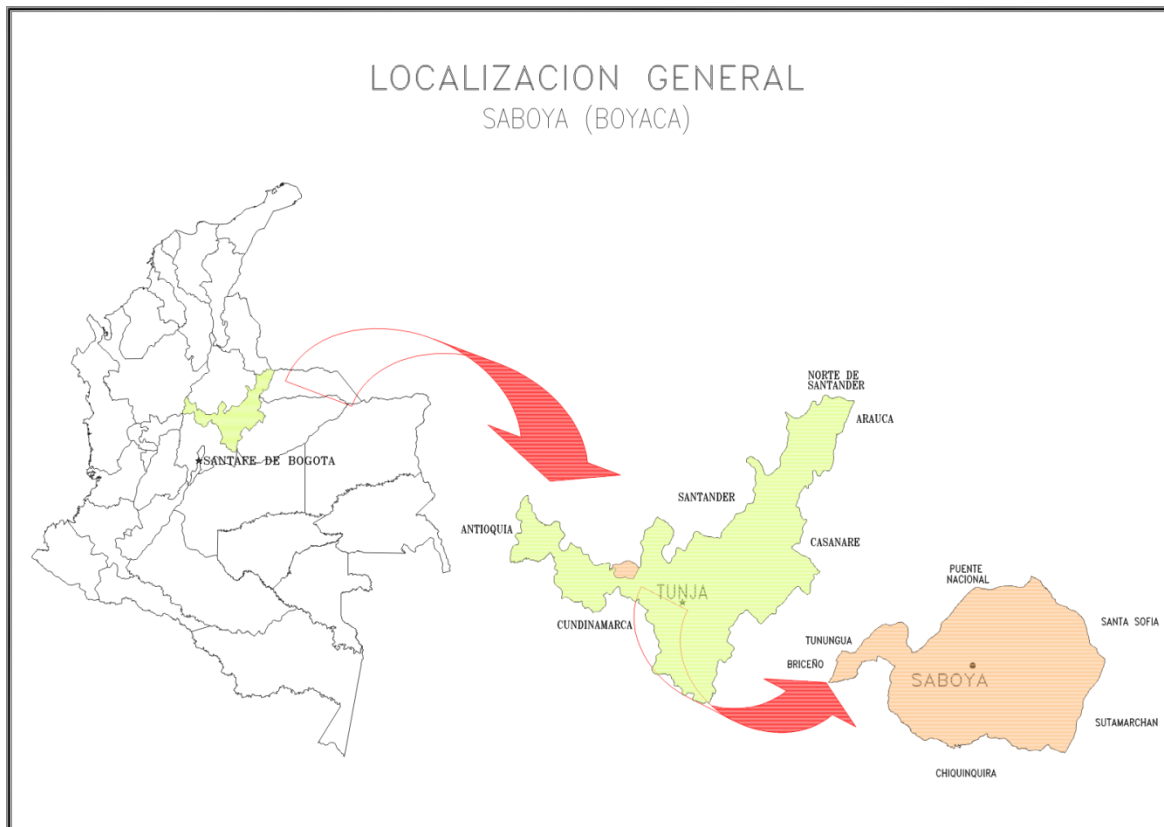 LOCALIZACION GENERAL
SABOYA (BOYACA)
SANTAFE DE BOGOTA
NORTE DE
SANTANDER
ARAUCA
SANTANDER
ANTIOQUIA
CASANARE
TUNJA
CUNDINAMARCA
PUENTE
NACIONAL
SANTA SOFIA
TUNUNGUA
BRICEÑO
SABOYA
SUTAMARCHAN
CHIQUINQUIRA